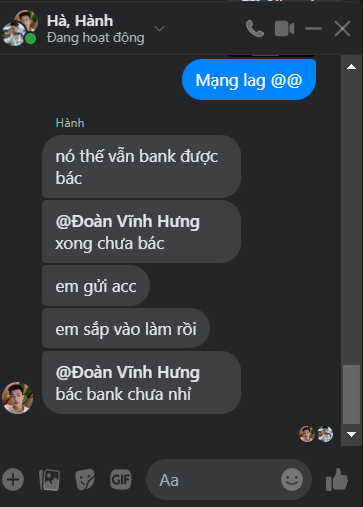 Hà, Hành
Đang hoạt động
Mạng lag @@
Hành
nó thế vẫn bank được
bác
@Đoàn Vĩnh Hưng
xong chưa bác
em gửi acc
em sắp vào làm rồi
@Đoàn Vĩnh Hưng
bác bank chưa nhỉ
GIF
Aa